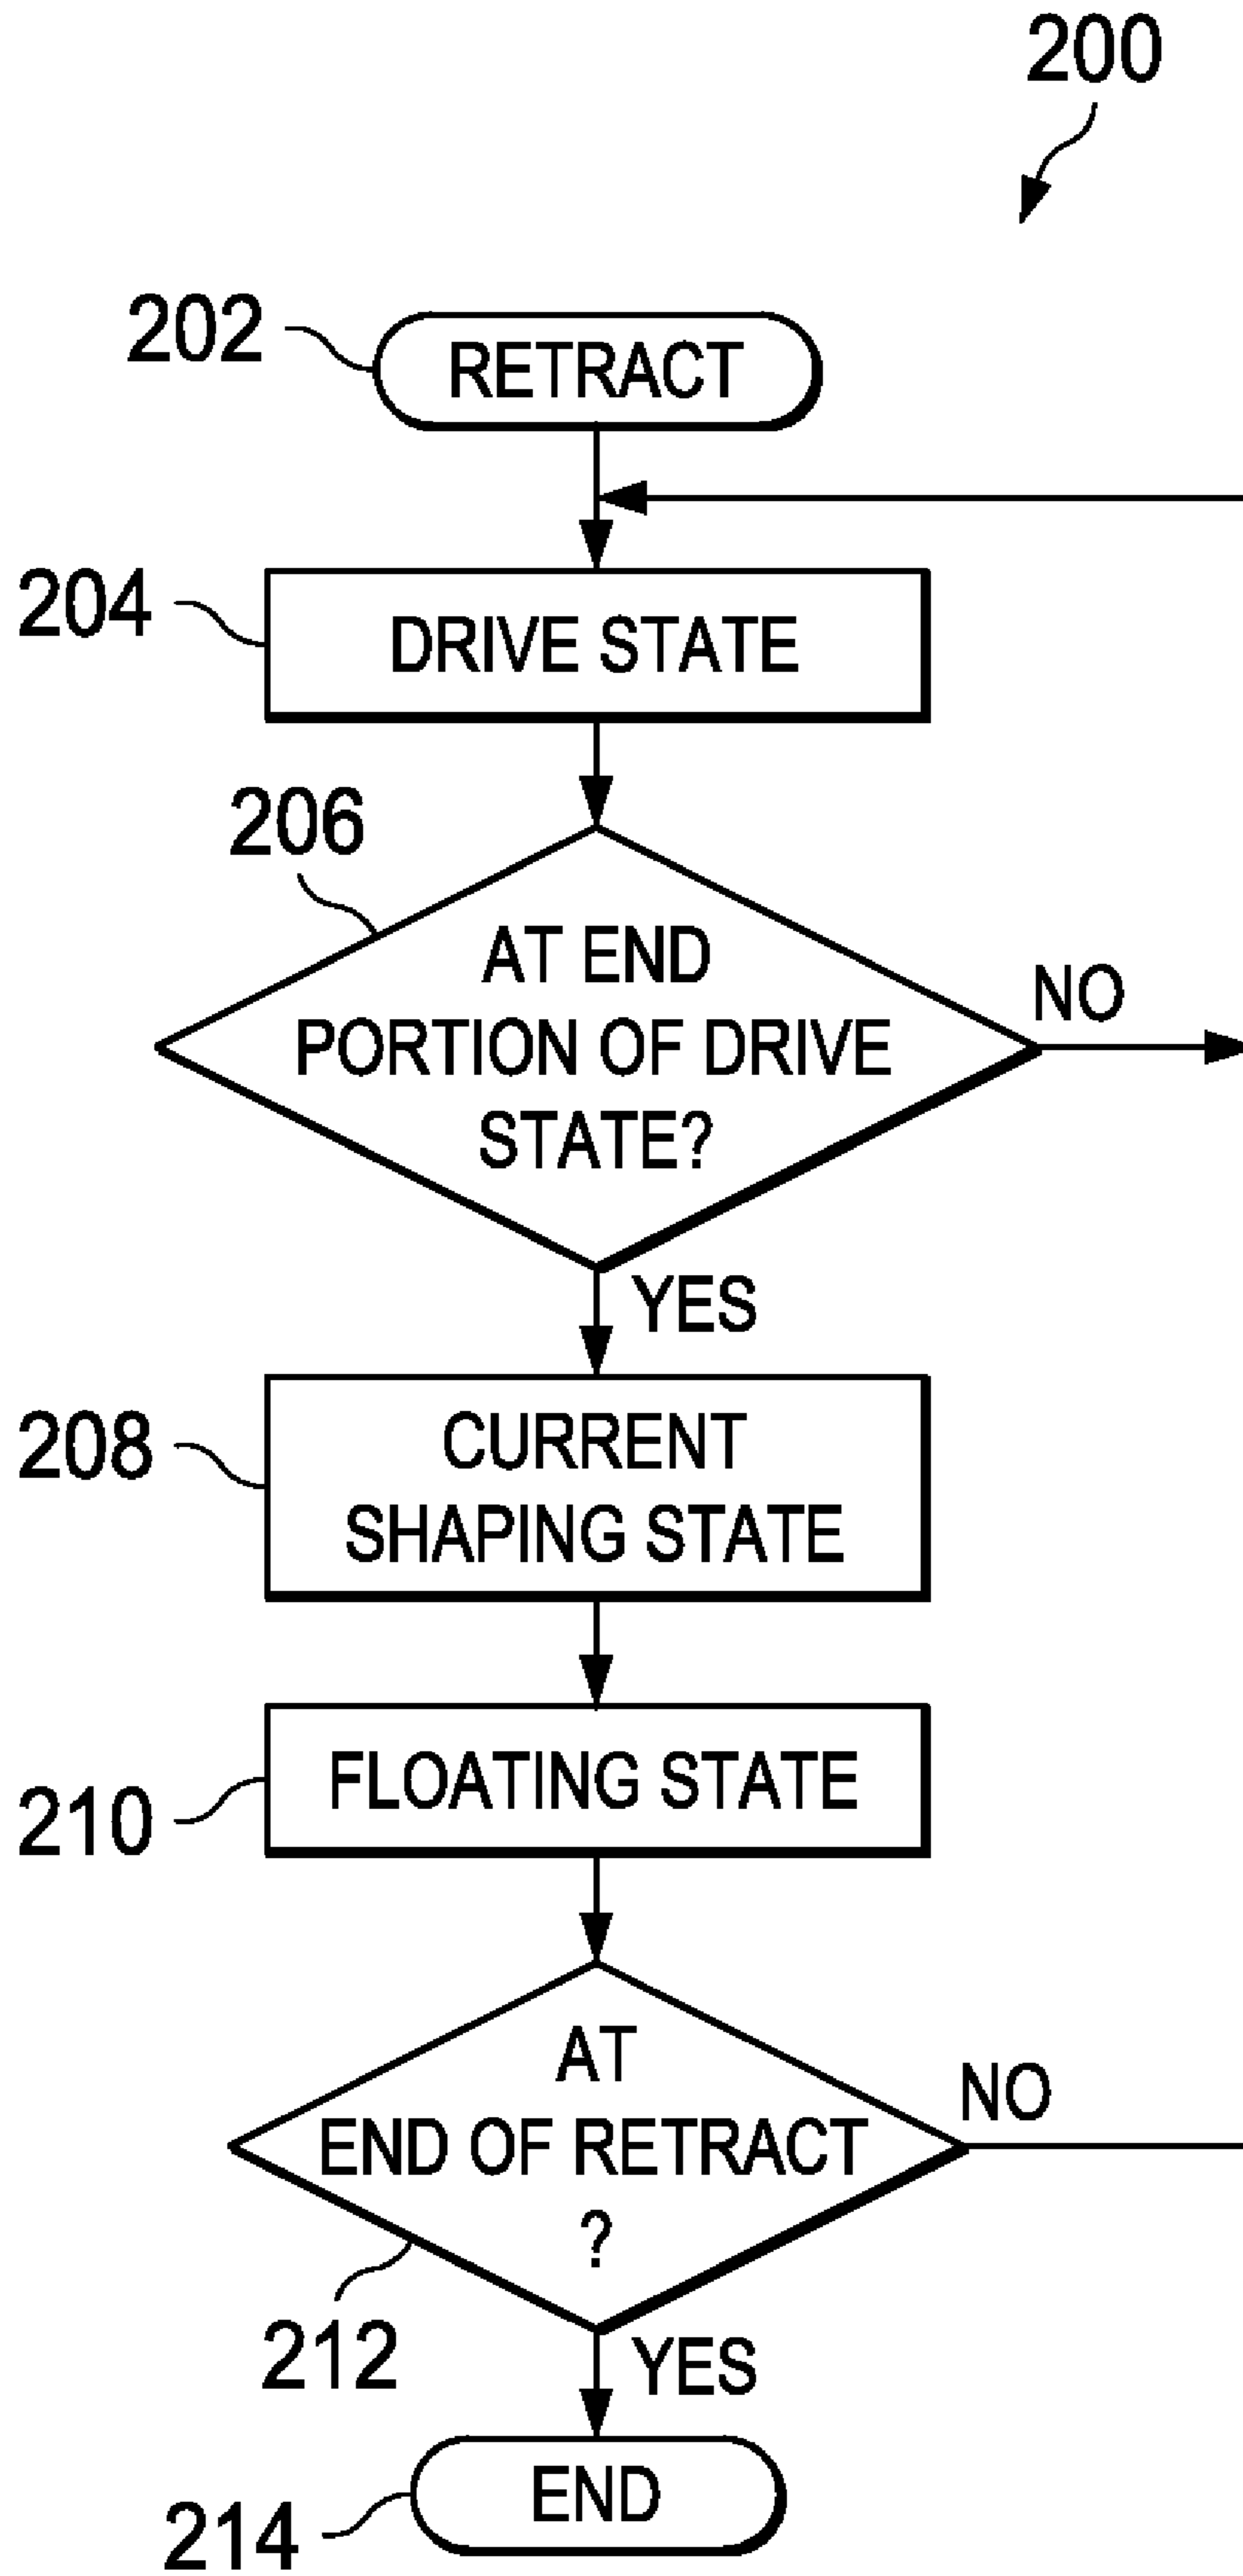 200
202
RETRACT
204
DRIVE STATE
206
AT END
PORTION OF DRIVE
STATE?
NO
YES
208
CURRENT
SHAPING STATE
210
FLOATING STATE
AT
END OF RETRACT
?
NO
212
YES
214
END